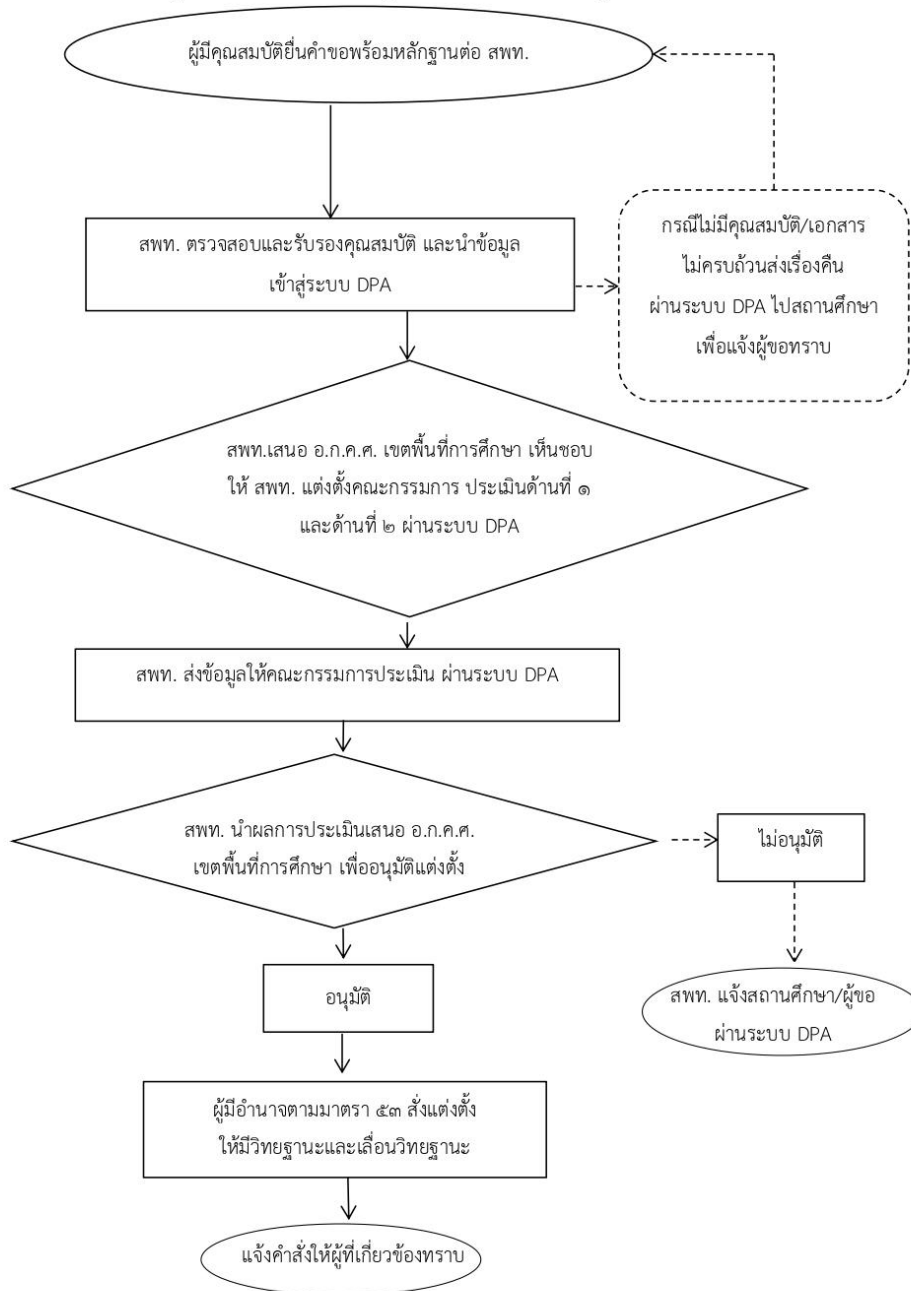 ผู้มีคุณสมบัติยื่นคำขอพร้อมหลักฐานต่อ สพท.
สพท. ตรวจสอบและรับรองคุณสมบัติ และนำข้อมูล
เข้าสู่ระบบ DPA
กรณีไม่มีคุณสมบัติ/เอกสาร
ไม่ครบถ้วนส่งเรื่องคืน
ผ่านระบบ DPA ไปสถานศึกษา
เพื่อแจ้งผู้ขอทราบ
สพท.เสนอ อ.ก.ค.ศ. เขตพื้นที่การศึกษา เห็นชอบ
ให้ สพท. แต่งตั้งคณะกรรมการ ประเมินด้านที่ ๑
และด้านที่ ๒ ผ่านระบบ DPA
สพท. ส่งข้อมูลให้คณะกรรมการประเมิน ผ่านระบบ DPA
สพท. นำผลการประเมินเสนอ อ.ก.ค.ศ.
เขตพื้นที่การศึกษา เพื่ออนุมัติแต่งตั้ง
ไม่อนุมัติ
อนุมัติ
สพท. แจ้งสถานศึกษา/ผู้ขอ
ผ่านระบบ DPA
ผู้มีอำนาจตามมาตรา ๕๓ สั่งแต่งตั้ง
ให้มีวิทยฐานะและเลื่อนวิทยฐานะ
แจ้งคำสั่งให้ผู้ที่เกี่ยวข้องทราบ